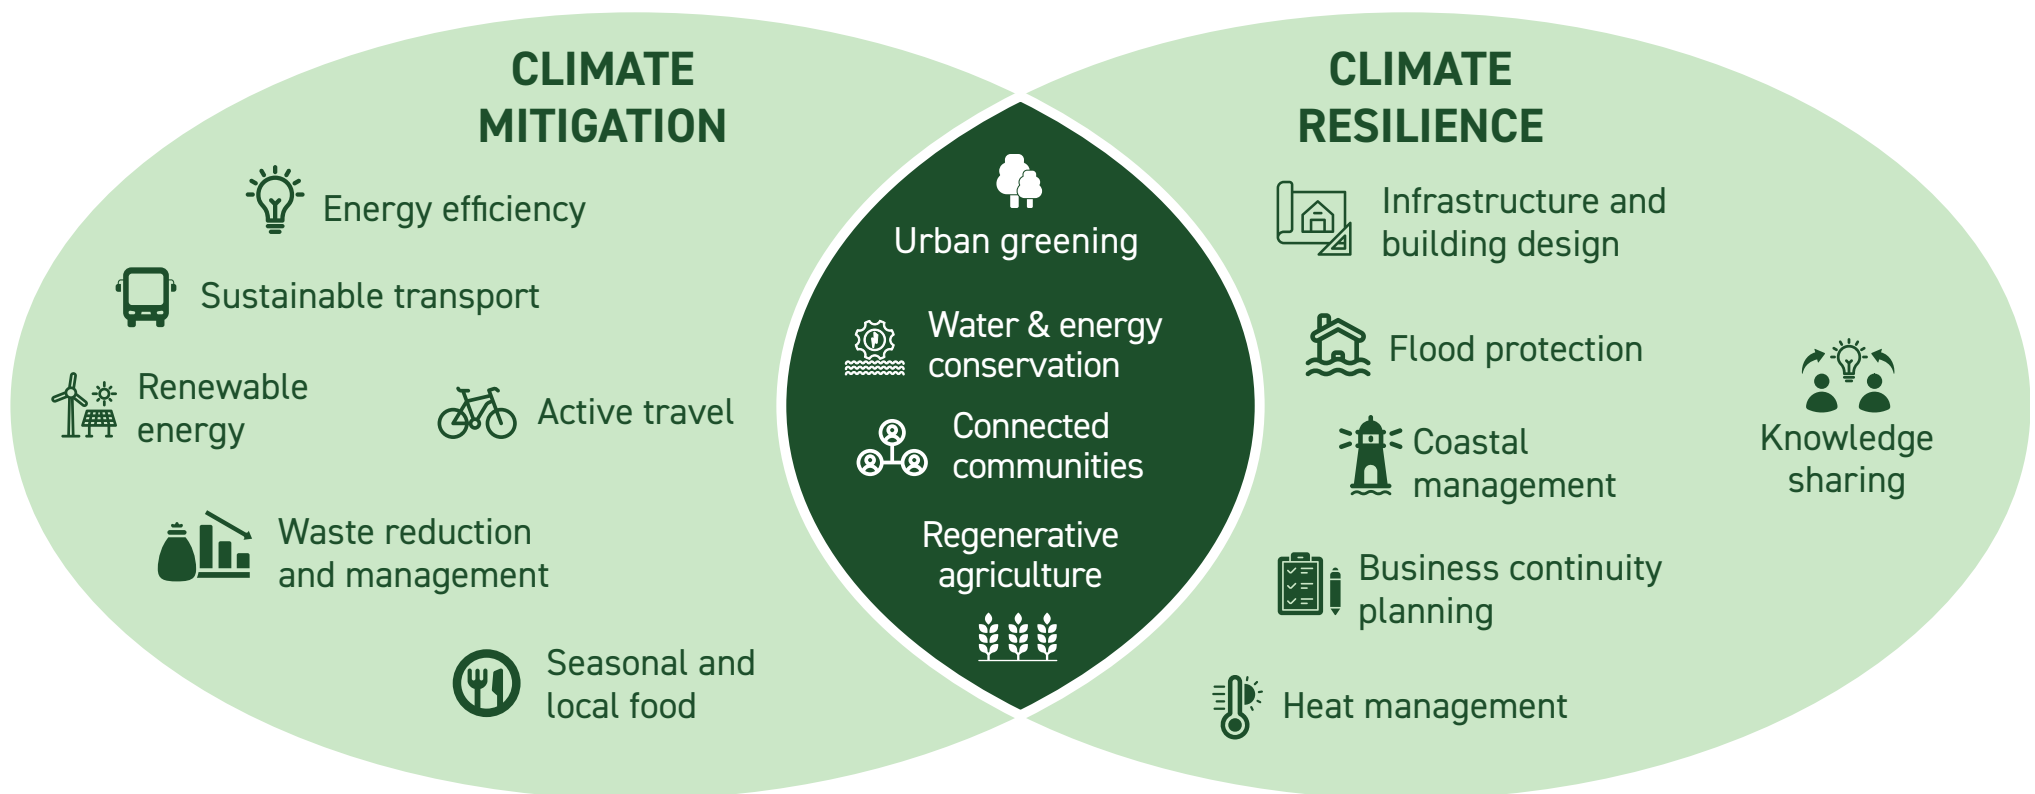 CLIMATE
MITIGATION
Energy efficiency
Sustainable transport
Renewable
energy
Active travel
Waste reduction
and management
Seasonal and
local food
Urban greening
Water & energy
conservation
Connected
communities
Regenerative
agriculture
CLIMATE
RESILIENCE
Infrastructure and
building design
Flood protection
Coastal
management
Knowledge
sharing
Business continuity
planning
Heat management